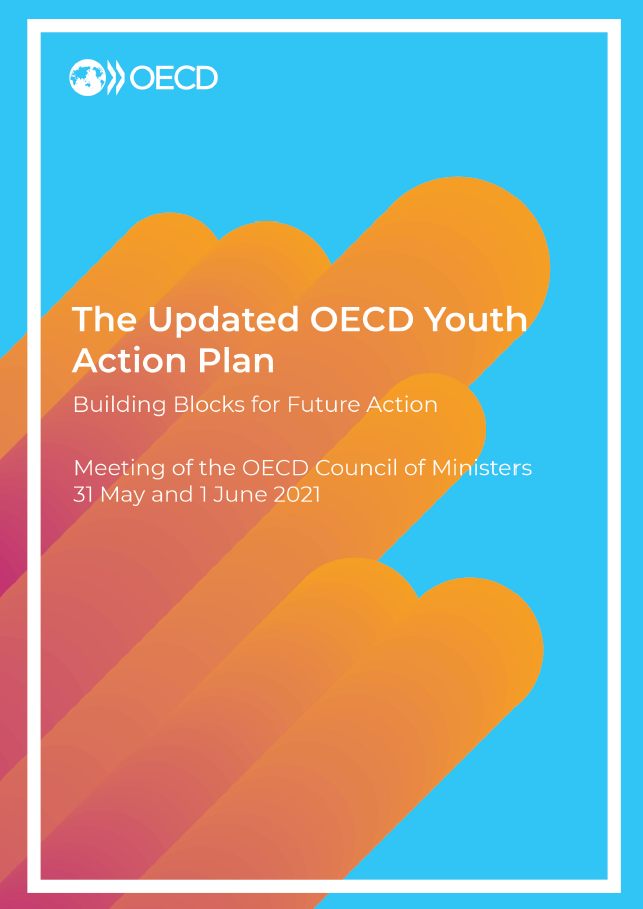 OECD
The Updated OECD Youth
Action Plan
Building Blocks for Future Action
Meeting of the OECD Council of Ministers
31 May and 1 June 2021